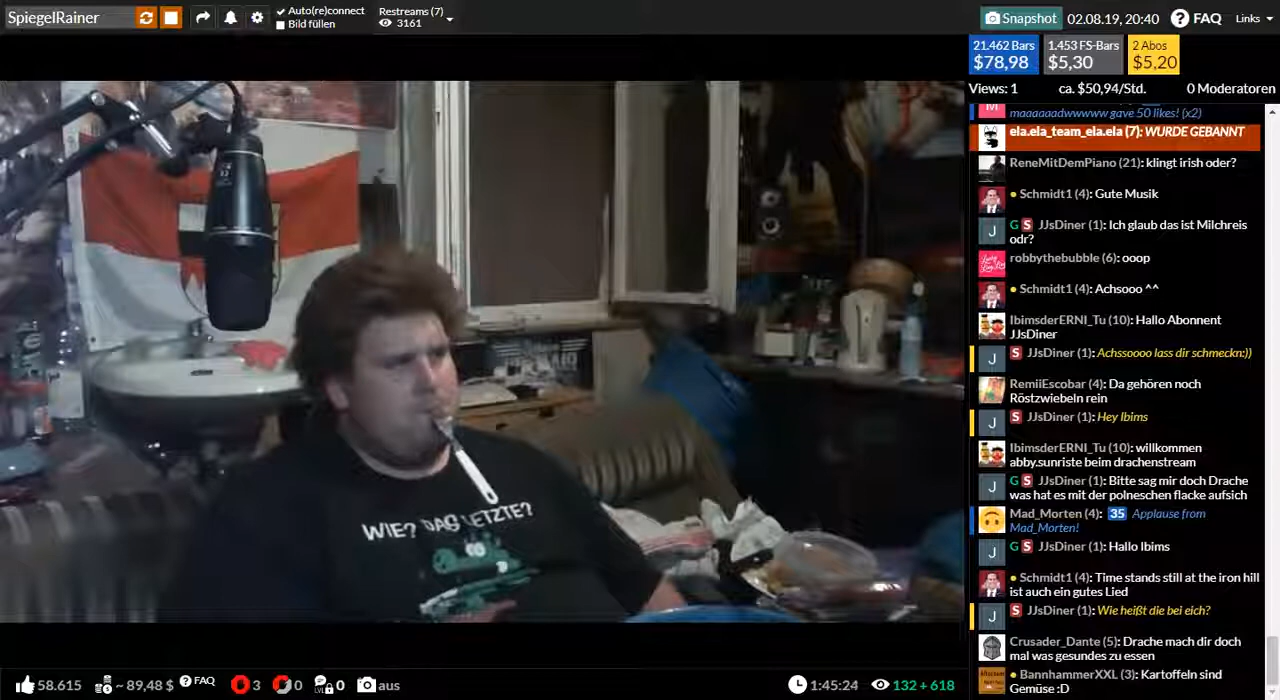 SpiegelRainer
Auto(re)connect
Bild füllen
Restreams (7)
3161
Snapshot
02.08.19, 20:40
FAQ
Links
21.462 Bars
$78,98
1.453 FS-Bars
$5,30
2 Abos
$5,20
Views: 1
ca. $50,94/Std.
0 Moderatoren
M
maaaaaadwwwww gave 50 likes! (x2)
ela.ela_team_ela.ela (7): WURDE GEBANNT
ReneMitDemPiano (21): klingt irish oder?
Schmidt1 (4): Gute Musik
J
G S JJsDiner (1): Ich glaub das ist Milchreis
odr?
robbythebubble (6): ooop
Schmidt1 (4): Achsooo ^^
IbimsderERNI_Tu (10): Hallo Abonnent
JJsDiner
J
S JJsDiner (1): Achssoooo lass dir schmeckn:))
RemiiEscobar (4): Da gehören noch
Röstzwiebeln rein
J
S JJsDiner (1): Hey Ibims
IbimsderERNI_Tu (10): willkommen
abby.sunriste beim drachenstream
J
G S JJsDiner (1): Bitte sag mir doch Drache
was hat es mit der polneschen flacke aufsich
Mad_Morten (4): 35 Applause from
Mad_Morten!
J
G S JJsDiner (1): Hallo Ibims
Schmidt1 (4): Time stands still at the iron hill
ist auch ein gutes Lied
J
S JJsDiner (1): Wie heißt die bei eich?
Crusader_Dante (5): Drache mach dir doch
mal was gesundes zu essen
BannhammerXXL (3): Kartoffeln sind
Gemüse :D
WIE? DAG LETZTE?
58.615
~ 89,48 $
FAQ
3
1
LVL
0
aus
1:45:24
132 + 618